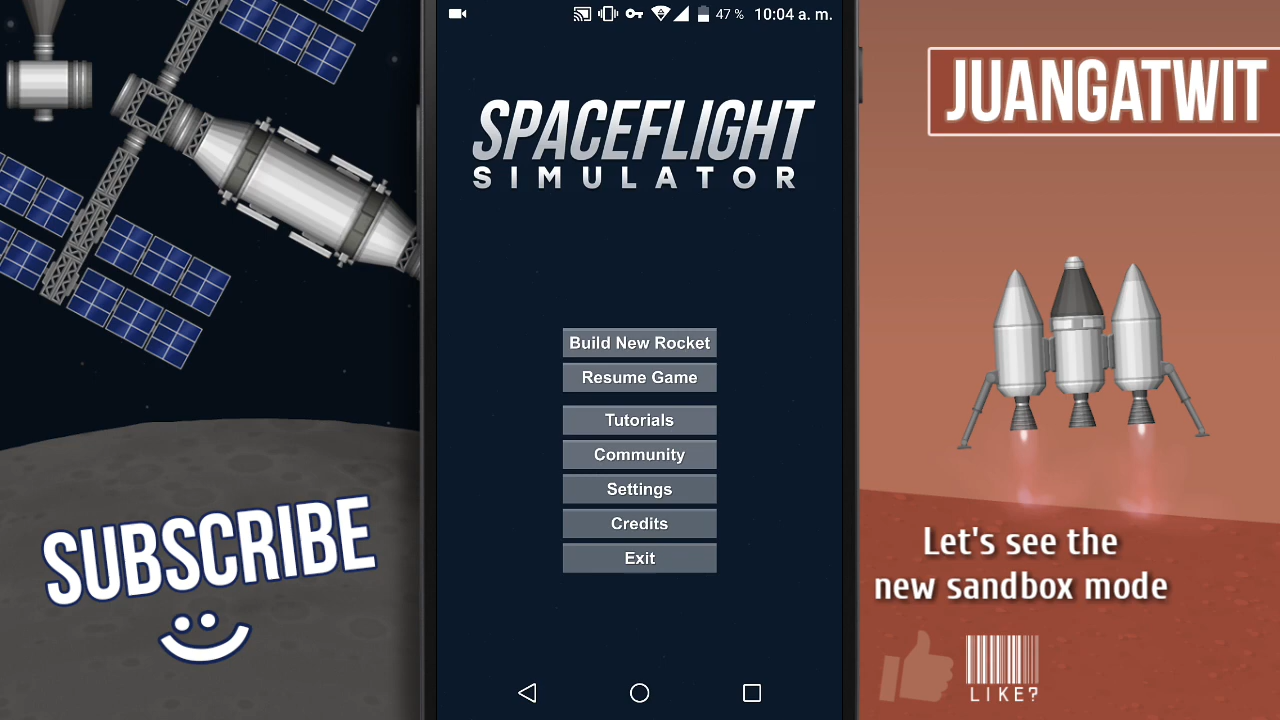 47 % 10:04 a. m.
JUANGATWIT
SPACEFLIGHT
SIMULATOR
Build New Rocket
Resume Game
Tutorials
Community
Settings
Credits
Exit
SUBSCRIBE
Let's see the
new sandbox mode
LIKE?